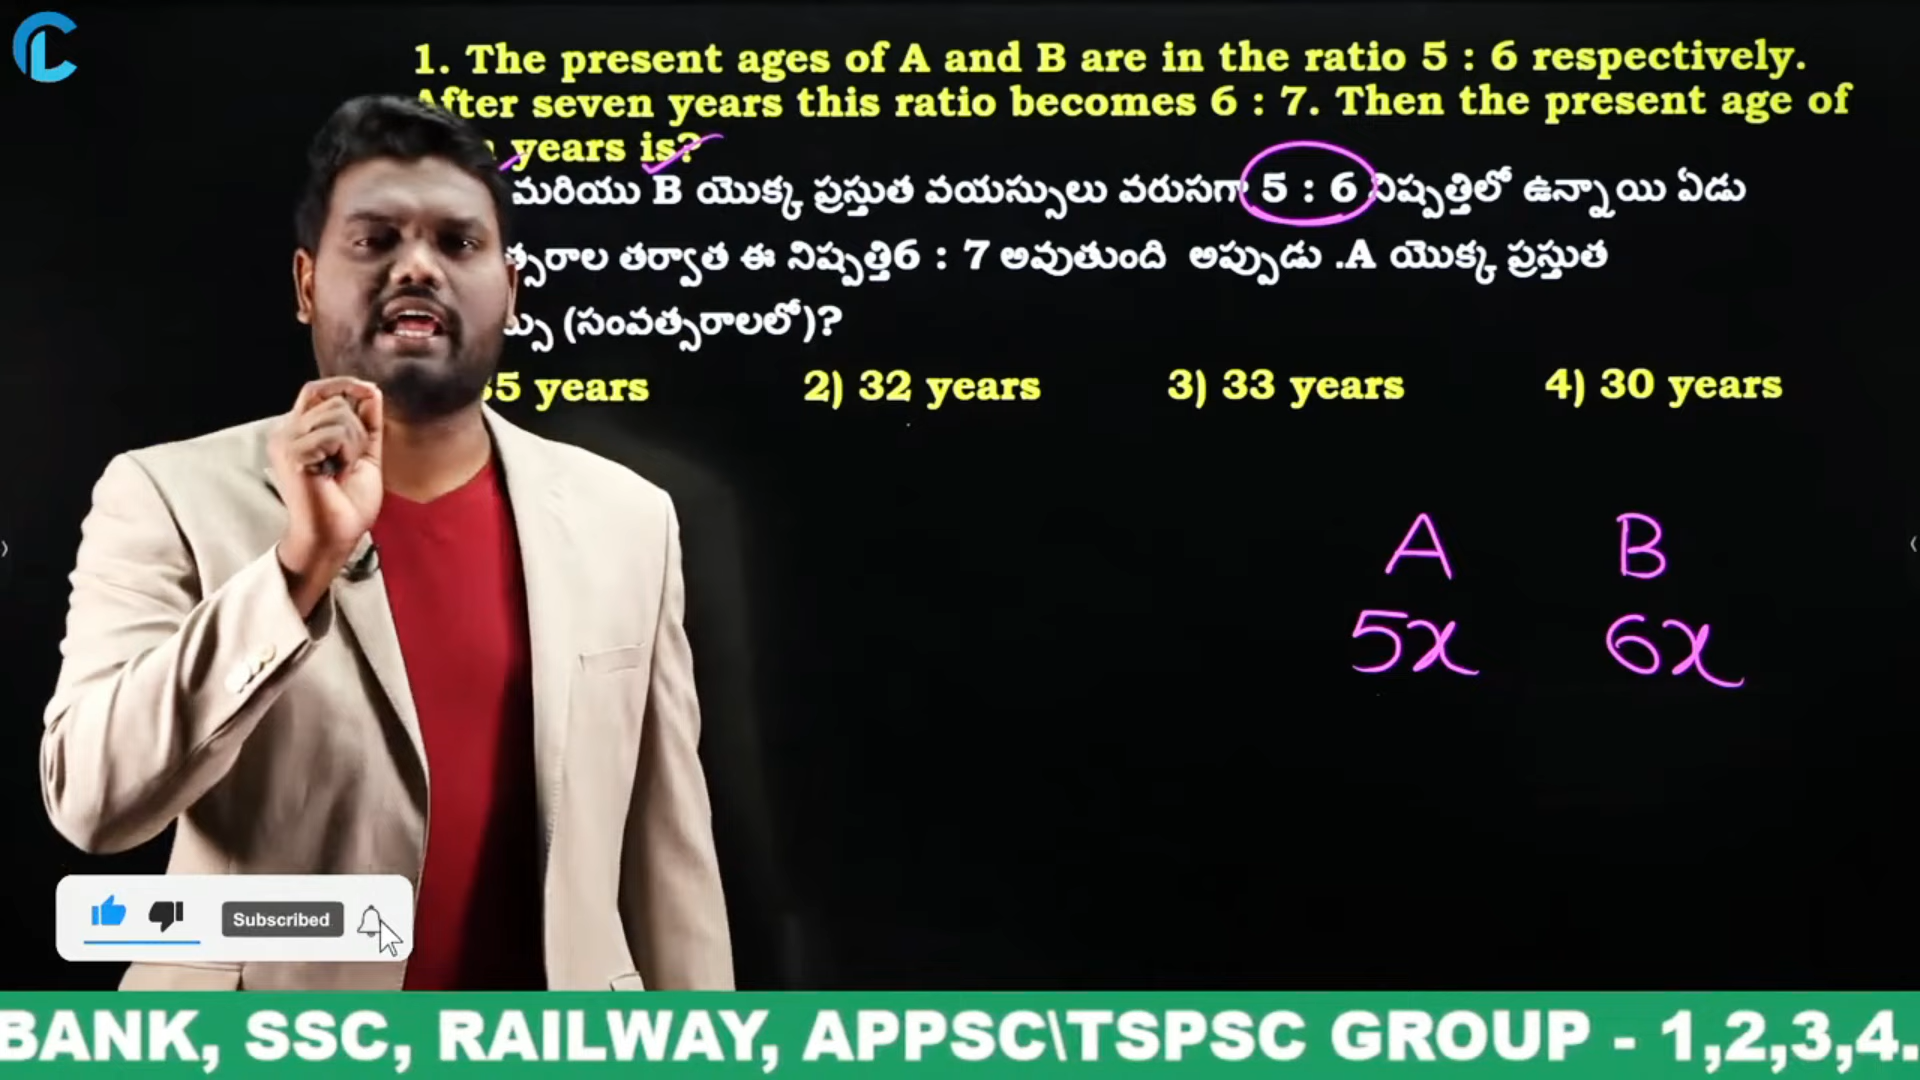 1. The present ages of A and B are in the ratio 5 : 6 respectively.
After seven years this ratio becomes 6 : 7. Then the present age of
years is?
మరియు B యొక్క ప్రస్తుత వయస్సులు వరుసగా 5 : 6 నిష్పత్తిలో ఉన్నాయి ఏడు
త్సరాల తర్వాత ఈ నిష్పత్తి6 : 7 అవుతుంది అప్పుడు .A యొక్క ప్రస్తుత
(సంవత్సరాలలో)?
35 years 2) 32 years 3) 33 years 4) 30 years
A B
5x 6x
Subscribed
BANK, SSC, RAILWAY, APPSC\TSPSC GROUP - 1,2,3,4.